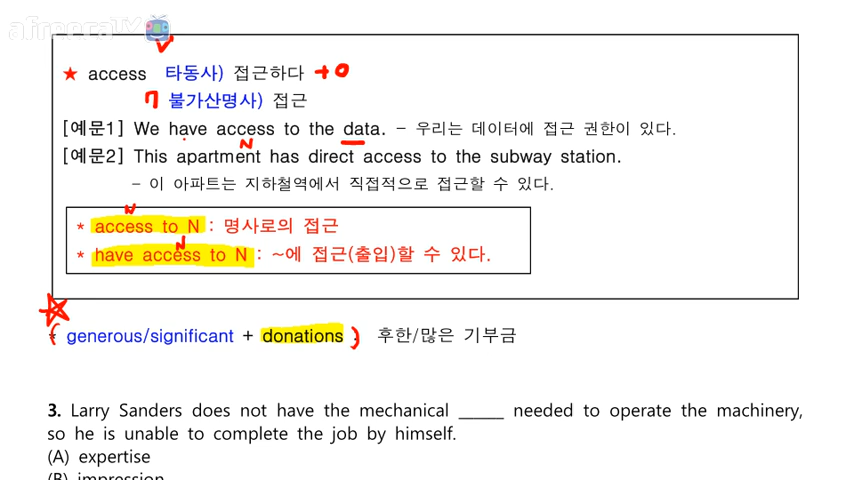 afreecaTV
★ access 타동사) 접근하다 + O
불가산명사) 접근
[예문1] We have access to the data. - 우리는 데이터에 접근 권한이 있다.
N
[예문2] This apartment has direct access to the subway station.
- 이 아파트는 지하철역에서 직접적으로 접근할 수 있다.
N
* access to N : 명사로의 접근
N
* have access to N : ~에 접근(출입)할 수 있다.
* generous/significant + donations . 후한/많은 기부금
3. Larry Sanders does not have the mechanical _____ needed to operate the machinery,
so he is unable to complete the job by himself.
(A) expertise
(B) impression